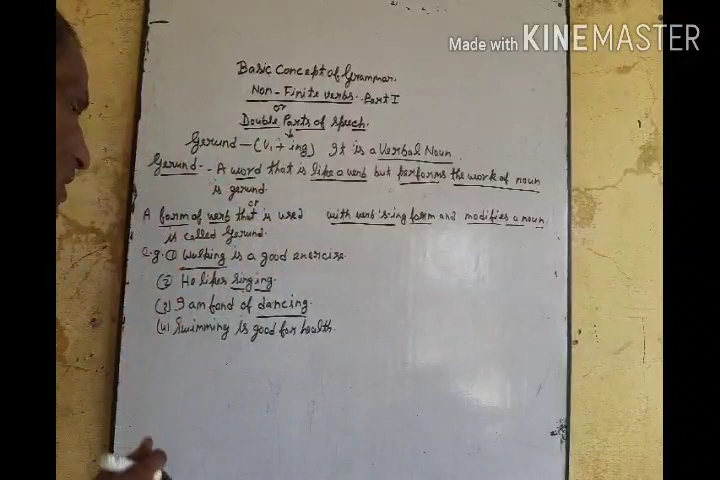 Made with KINEMASTER
Basic Concept of Grammar.
Non-Finite verbs. Part I
or
Double Parts of Speech.
Gerund - (V₁ + ing) It is a Verbal Noun.
Gerund - A word that is like a verb but performs the work of noun
is gerund.
or
A form of verb that is used with verb's ing form and modifies a noun
is called Gerund.
e.g. (1) Walking is a good exercise.
(2) He likes singing.
(3) I am fond of dancing.
(4) Swimming is good for health.